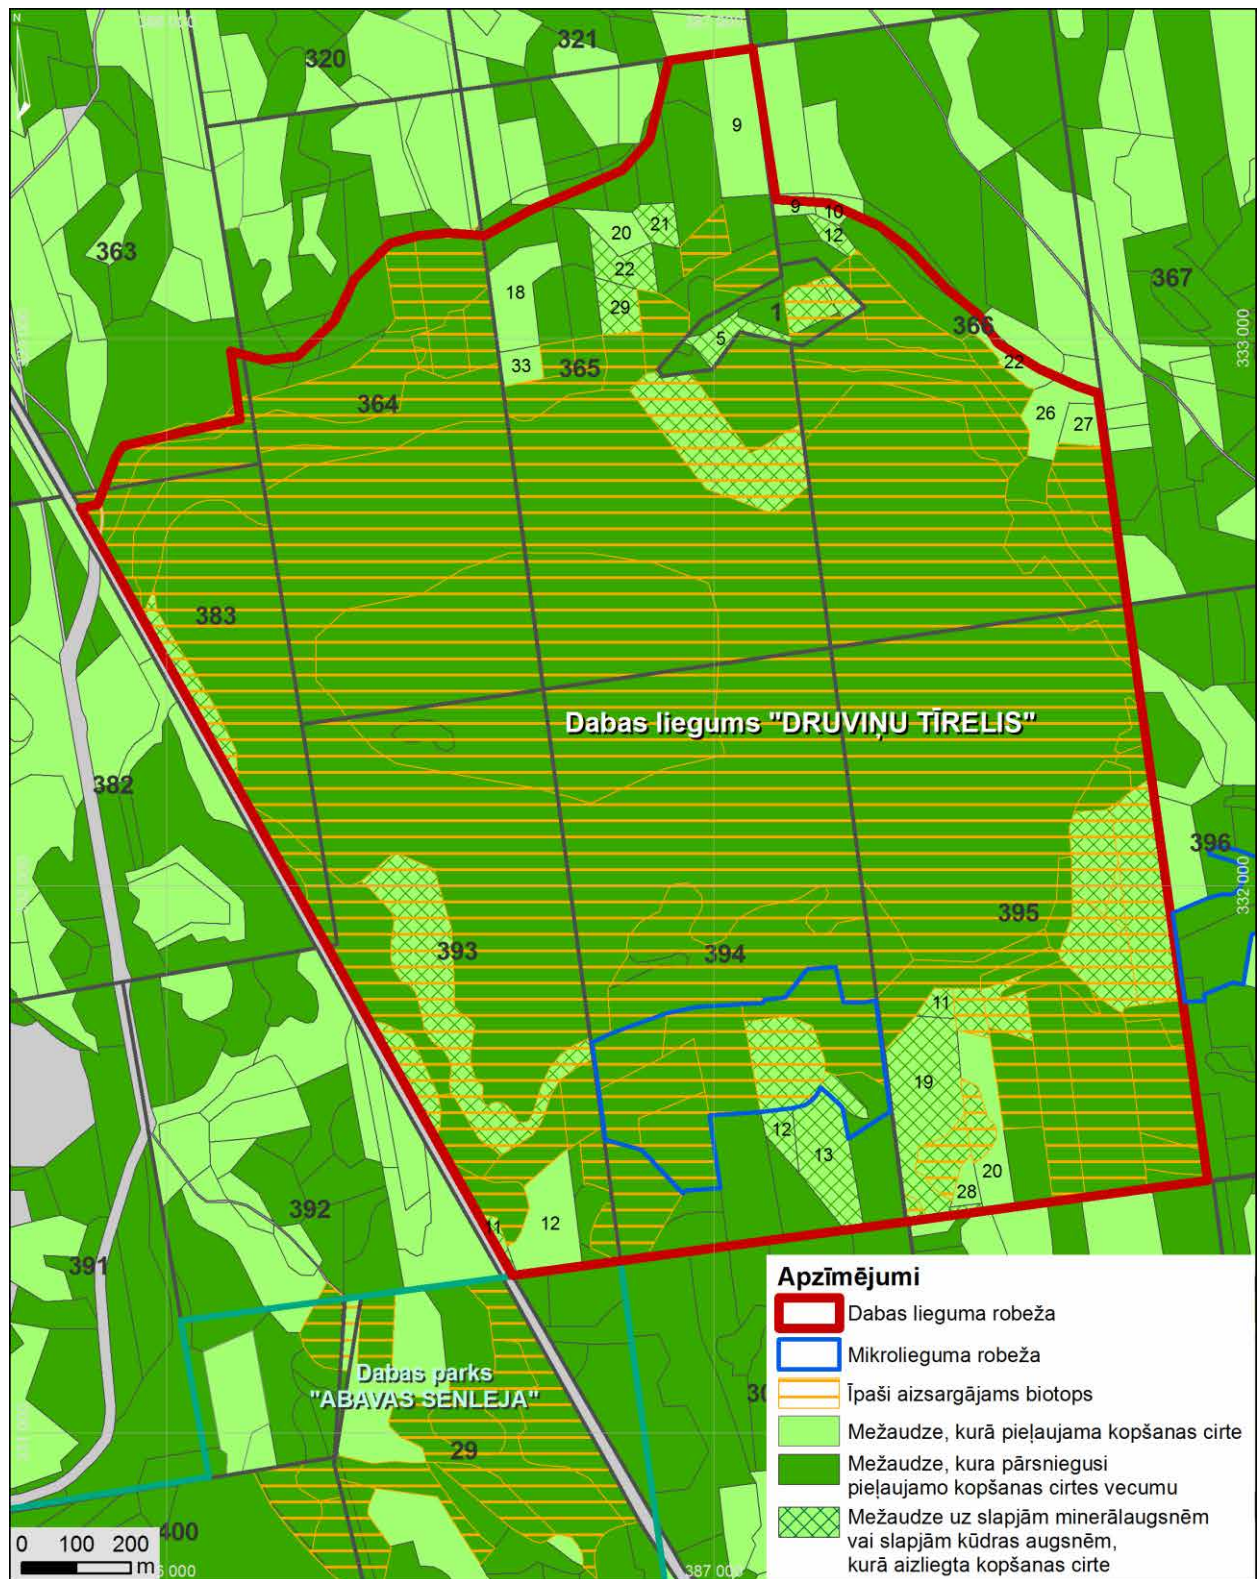 N
320
321
9
363
20
21
9
10
12
22
367
18
29
1
366
5
33
365
22
333 000
364
26
27
383
Dabas liegums "DRUVIŅU TĪRELIS"
382
396
332 000
395
393
394
11
19
12
13
20
28
392
11
12
391
Apzīmējumi
Dabas lieguma robeža
Mikrolieguma robeža
Īpaši aizsargājams biotops
Mežaudze, kurā pieļaujama kopšanas cirte
Mežaudze, kura pārsniegusi
pieļaujamo kopšanas cirtes vecumu
Mežaudze uz slapjām minerālaugsnēm
vai slapjām kūdras augsnēm,
kurā aizliegta kopšanas cirte
Dabas parks
"ABAVAS SENLEJA"
29
400
0 100 200
m
387 000